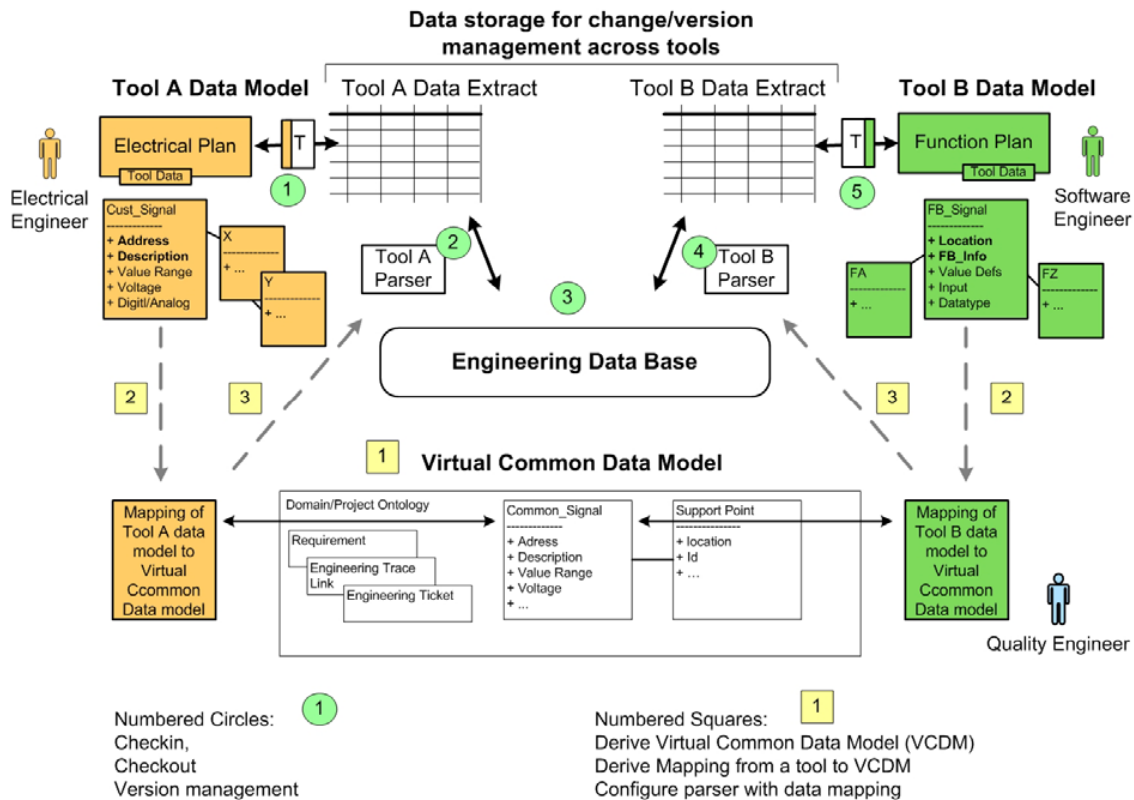 Data storage for change/version
management across tools
Tool A Data Model
Tool A Data Extract
Tool B Data Extract
Tool B Data Model
Electrical Plan
Tool Data
T
1
T
5
Function Plan
Tool Data
Electrical
Engineer
Software
Engineer
Cust_Signal
-------------
+ Address
+ Description
+ Value Range
+ Voltage
+ Digitl/Analog
X
-------------
+ ...
Y
-------------
+ ...
Tool A
Parser
2
4
Tool B
Parser
3
FB_Signal
-------------
+ Location
+ FB_Info
+ Value Defs
+ Input
+ Datatype
FA
-------------
+ ...
FZ
-------------
+ ...
Engineering Data Base
2
3
3
2
1
Virtual Common Data Model
Mapping of
Tool A data
model to
Virtual
Ccommon
Data model
Domain/Project Ontology
Requirement
Engineering Trace
Link
Engineering Ticket
Common_Signal
-------------
+ Adress
+ Description
+ Value Range
+ Voltage
+ ...
Support Point
----------------
+ location
+ Id
+ ...
Mapping of
Tool B data
model to
Virtual
Ccommon
Data model
Quality Engineer
Numbered Circles:
1
Checkin,
Checkout
Version management
Numbered Squares:
1
Derive Virtual Common Data Model (VCDM)
Derive Mapping from a tool to VCDM
Configure parser with data mapping